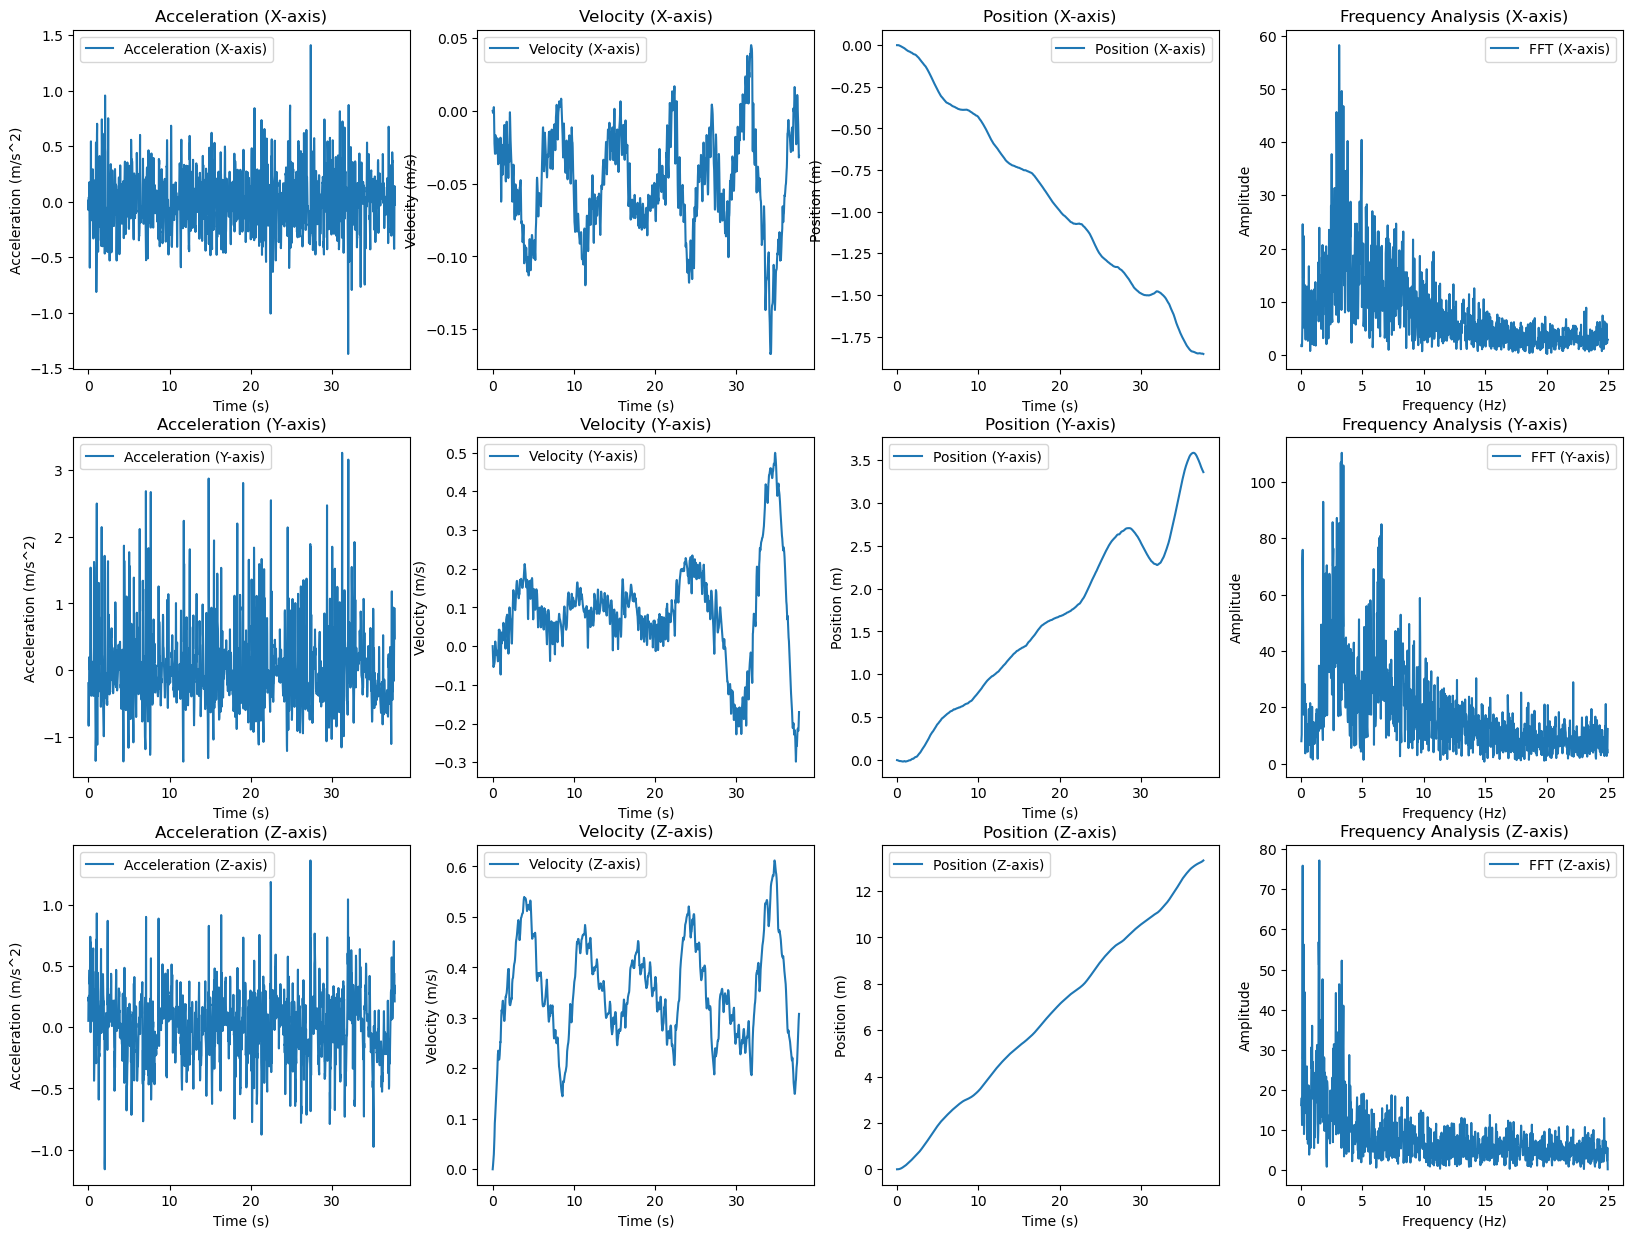 Acceleration (X-axis)
Acceleration (X-axis)
Acceleration (m/s^2)
1.5
1.0
0.5
0.0
−0.5
−1.0
−1.5
0 10 20 30
Time (s)
Velocity (X-axis)
Velocity (X-axis)
Velocity (m/s)
0.05
0.00
−0.05
−0.10
−0.15
0 10 20 30
Time (s)
Position (X-axis)
Position (X-axis)
Position (m)
0.00
−0.25
−0.50
−0.75
−1.00
−1.25
−1.50
−1.75
0 10 20 30
Time (s)
Frequency Analysis (X-axis)
FFT (X-axis)
Amplitude
60
50
40
30
20
10
0
0 5 10 15 20 25
Frequency (Hz)
Acceleration (Y-axis)
Acceleration (Y-axis)
Acceleration (m/s^2)
3
2
1
0
−1
0 10 20 30
Time (s)
Velocity (Y-axis)
Velocity (Y-axis)
Velocity (m/s)
0.5
0.4
0.3
0.2
0.1
0.0
−0.1
−0.2
−0.3
0 10 20 30
Time (s)
Position (Y-axis)
Position (Y-axis)
Position (m)
3.5
3.0
2.5
2.0
1.5
1.0
0.5
0.0
0 10 20 30
Time (s)
Frequency Analysis (Y-axis)
FFT (Y-axis)
Amplitude
100
80
60
40
20
0
0 5 10 15 20 25
Frequency (Hz)
Acceleration (Z-axis)
Acceleration (Z-axis)
Acceleration (m/s^2)
1.0
0.5
0.0
−0.5
−1.0
0 10 20 30
Time (s)
Velocity (Z-axis)
Velocity (Z-axis)
Velocity (m/s)
0.6
0.5
0.4
0.3
0.2
0.1
0.0
0 10 20 30
Time (s)
Position (Z-axis)
Position (Z-axis)
Position (m)
12
10
8
6
4
2
0
0 10 20 30
Time (s)
Frequency Analysis (Z-axis)
FFT (Z-axis)
Amplitude
80
70
60
50
40
30
20
10
0
0 5 10 15 20 25
Frequency (Hz)